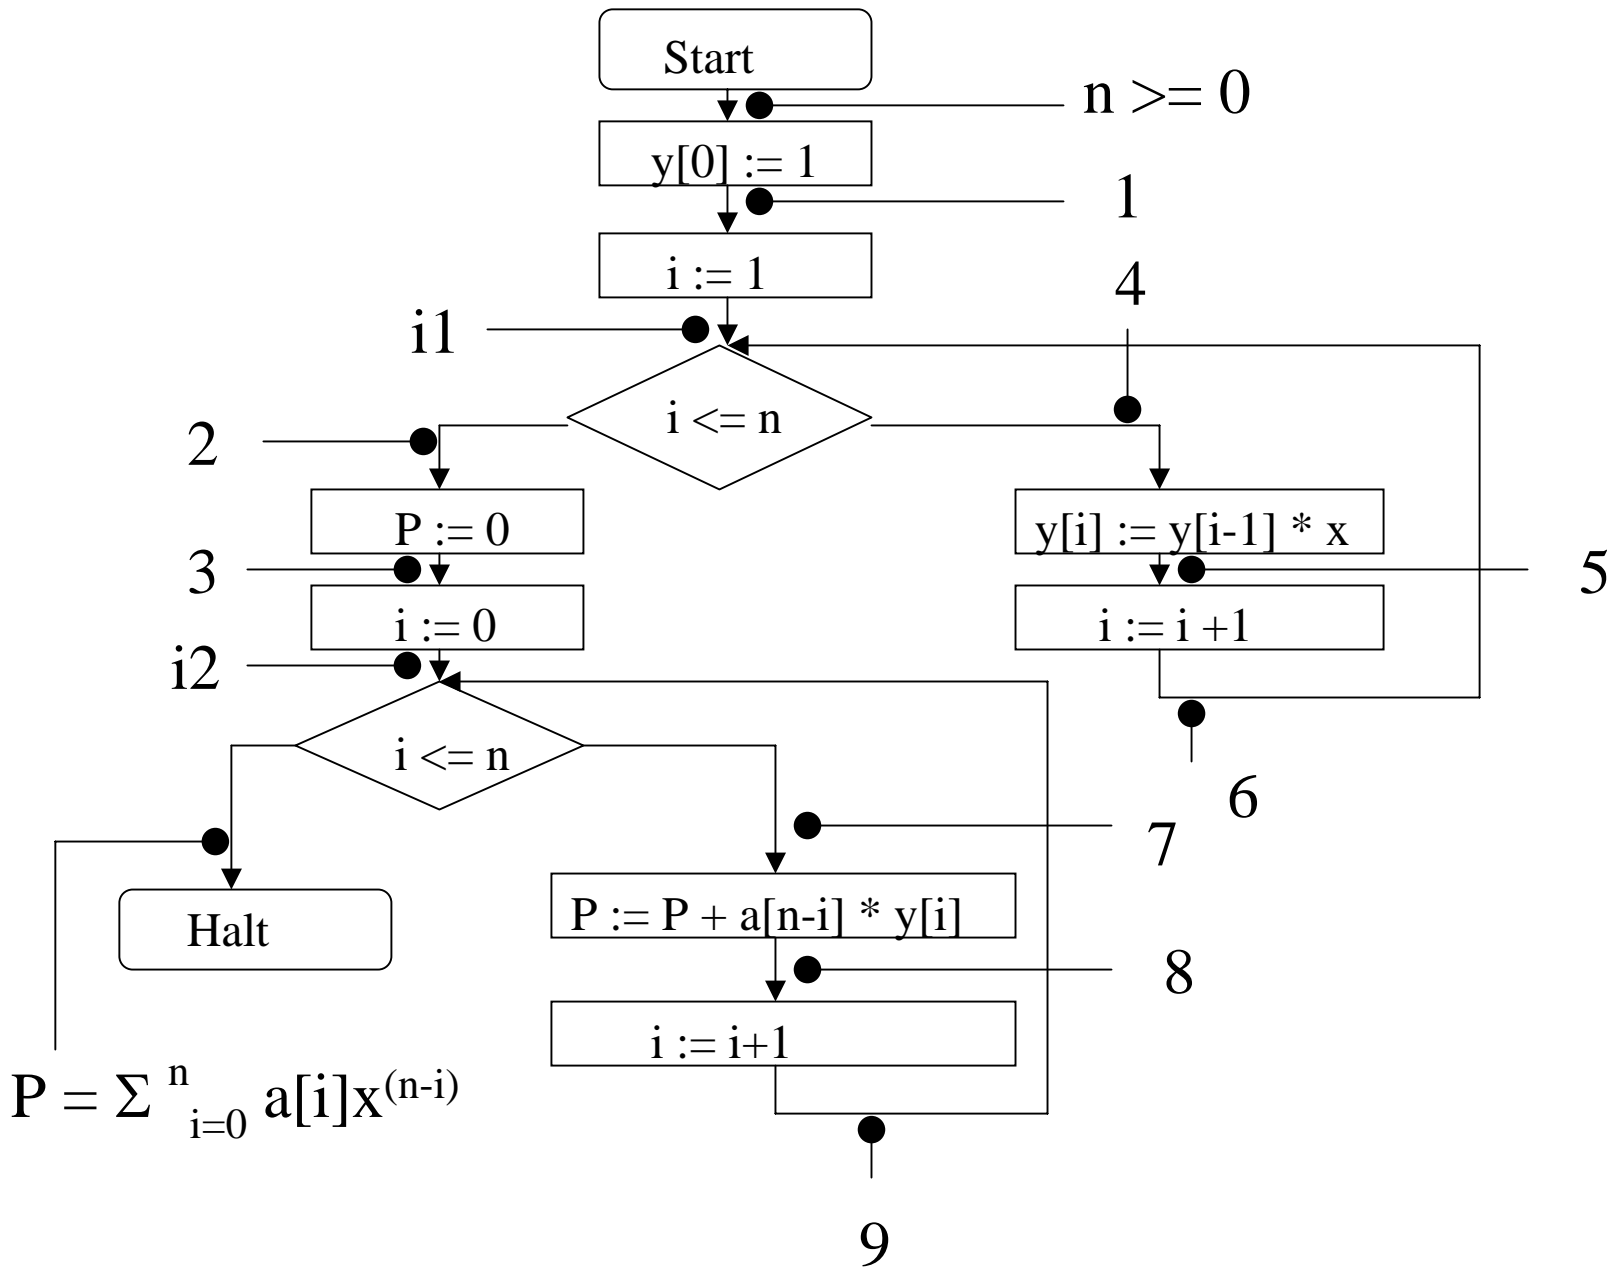 Start
n >= 0
y[0] := 1
1
i := 1
4
i1
i <= n
2
P := 0
y[i] := y[i-1] * x
3
5
i := 0
i := i +1
i2
i <= n
6
7
P := P + a[n-i] * y[i]
Halt
8
i := i+1
P = Σ ⁿᵢ₌₀ a[i]x⁽ⁿ⁻ⁱ⁾
9